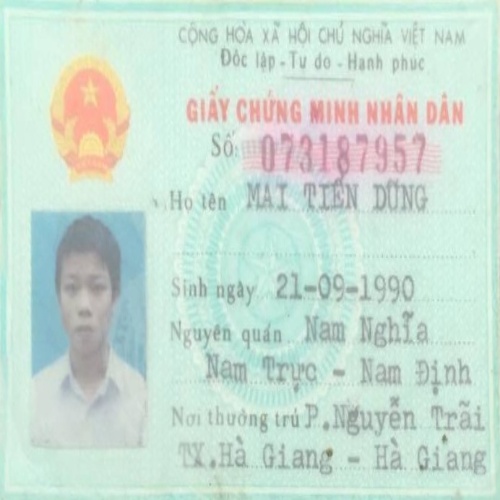 CỘNG HÒA XÃ HỘI CHỦ NGHĨA VIỆT NAM
Độc lập - Tự do - Hạnh phúc
GIẤY CHỨNG MINH NHÂN DÂN
Số: 073187957
Họ tên MAI TIẾN DŨNG
Sinh ngày 21-09-1990
Nguyên quán Nam Nghĩa
Nam Trực - Nam Định
Nơi thường trú P.Nguyễn Trãi
TX.Hà Giang - Hà Giang